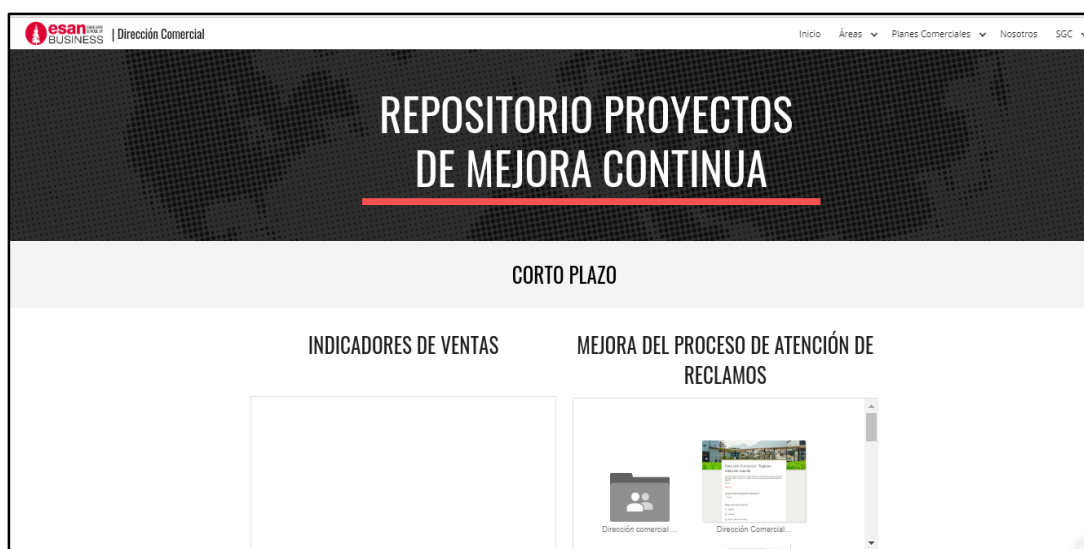 esan
BUSINESS
| Dirección Comercial
Inicio Áreas Planes Comerciales Nosotros SGC
REPOSITORIO PROYECTOS
DE MEJORA CONTINUA
CORTO PLAZO
INDICADORES DE VENTAS
MEJORA DEL PROCESO DE ATENCIÓN DE
RECLAMOS
Dirección comercial ...
Dirección Comercial...